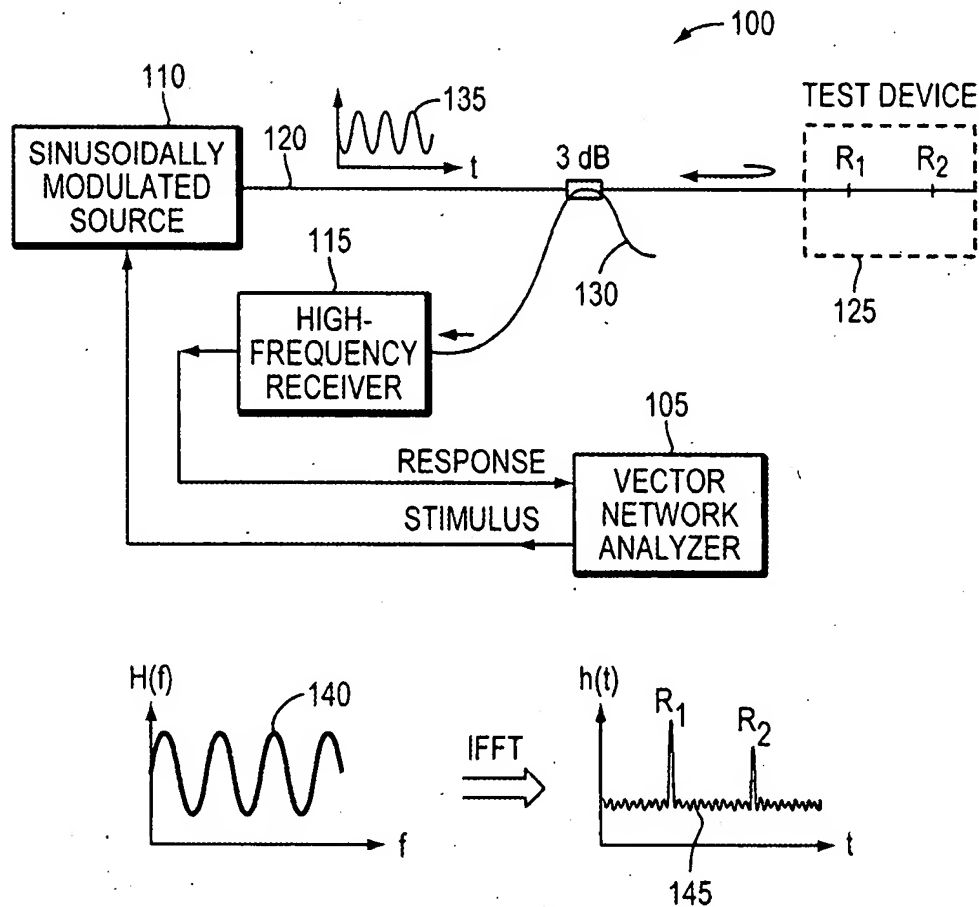 100
110
SINUSOIDALLY
MODULATED
SOURCE
120
135
t
3 dB
TEST DEVICE
R1 R2
125
130
115
HIGH-
FREQUENCY
RECEIVER
105
RESPONSE
STIMULUS
VECTOR
NETWORK
ANALYZER
H(f)
140
f
IFFT
h(t)
R1
R2
145
t